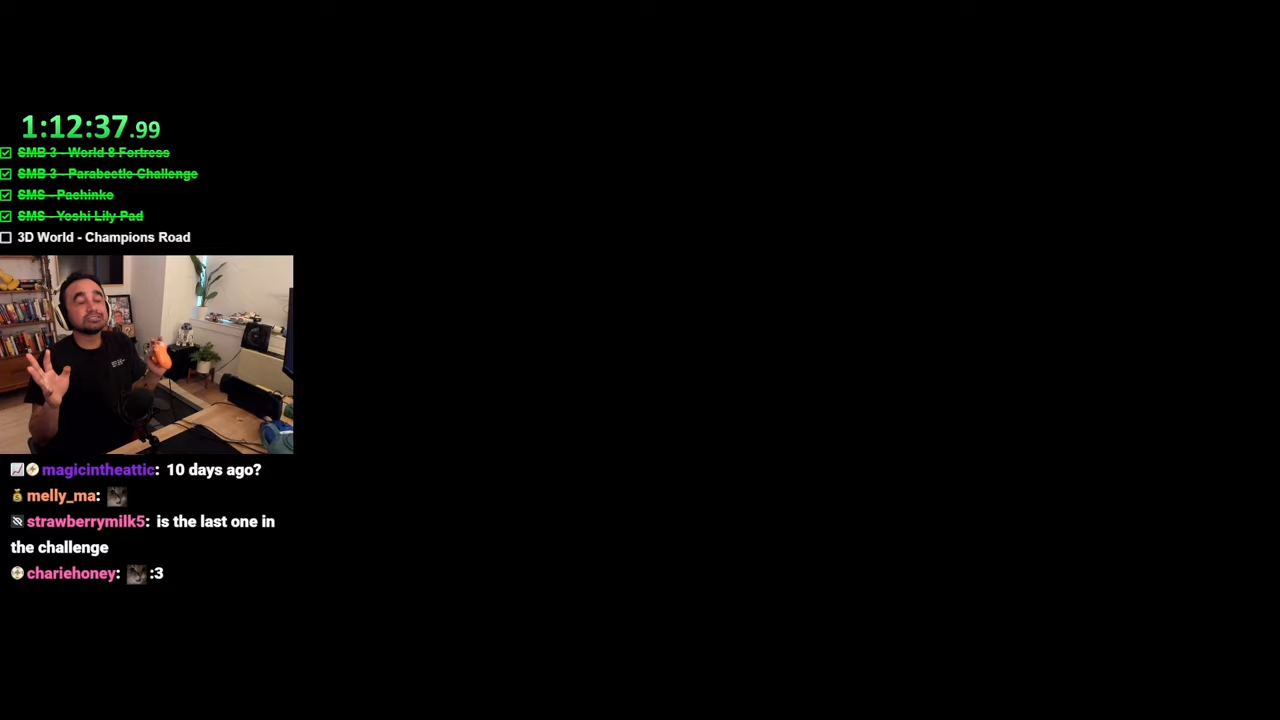 1:12:37.99
SMB 3 - World 8 Fortress
SMB 3 - Parabeetle Challenge
SMS - Pachinko
SMS - Yoshi Lily Pad
3D World - Champions Road
magicintheattic: 10 days ago?
melly_ma:
strawberrymilk5: is the last one in
the challenge
chariehoney: :3